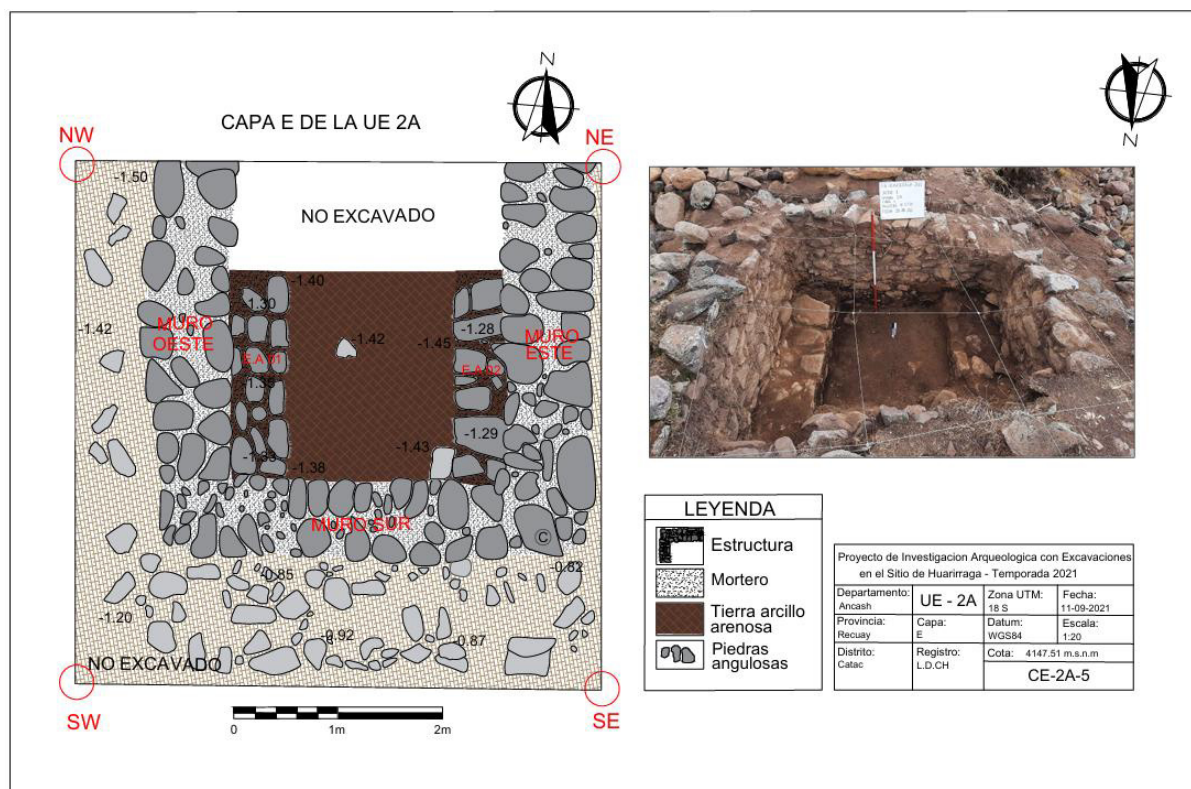 N
N
CAPA E DE LA UE 2A
NW
NE
-1.50
NO EXCAVADO
-1.40
-1.30
-1.42
MURO
OESTE
-1.42
-1.45
-1.28
MURO
ESTE
E.A 01
E.A 02
-1.35
-1.43
-1.29
-1.33
-1.38
MURO SUR
C
-0.85
-0.82
-1.20
-0.92
-0.87
NO EXCAVADO
SW
SE
0 1m 2m
LEYENDA
Estructura
Mortero
Tierra arcillo
arenosa
Piedras
angulosas
Proyecto de Investigacion Arqueologica con Excavaciones
en el Sitio de Huarirraga - Temporada 2021
Departamento:
Ancash
UE - 2A
Zona UTM:
18 S
Fecha:
11-09-2021
Provincia:
Recuay
Capa:
E
Datum:
WGS84
Escala:
1:20
Distrito:
Catac
Registro:
L.D.CH
Cota: 4147.51 m.s.n.m
CE-2A-5